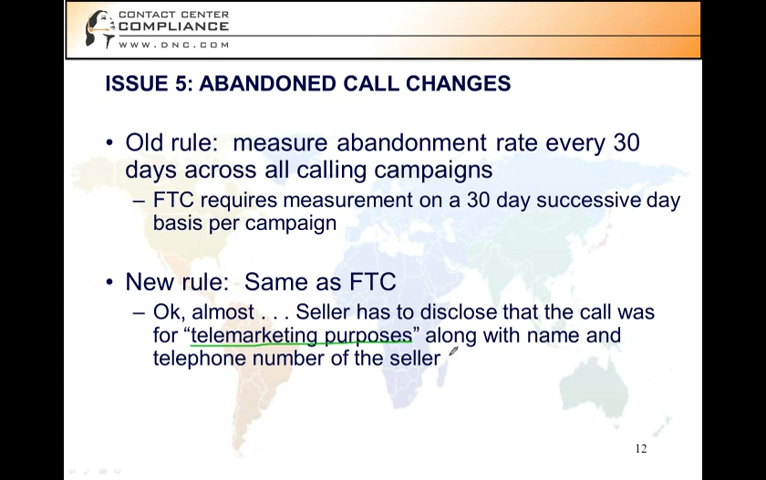 CONTACT CENTER
COMPLIANCE
WWW.DNC.COM
ISSUE 5: ABANDONED CALL CHANGES
• Old rule: measure abandonment rate every 30
days across all calling campaigns
– FTC requires measurement on a 30 day successive day
basis per campaign
• New rule: Same as FTC
– Ok, almost . . . Seller has to disclose that the call was
for “telemarketing purposes” along with name and
telephone number of the seller
12